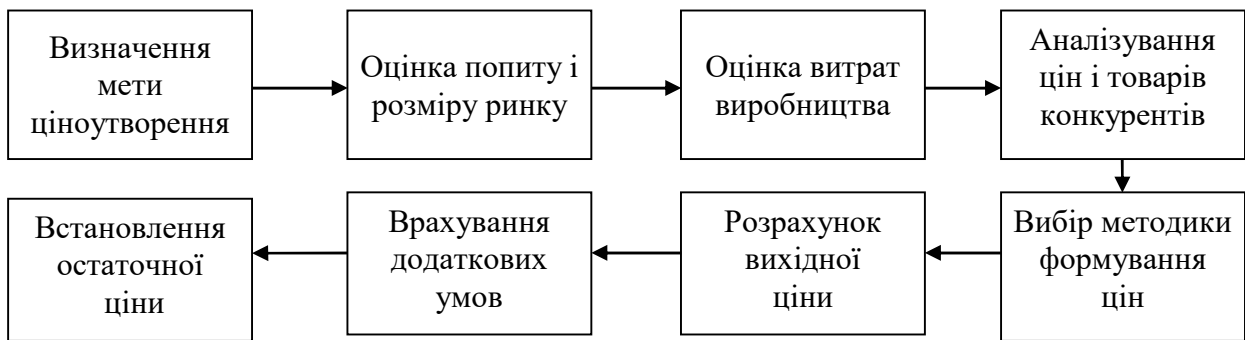 Визначення
мети
ціноутворення
Оцінка попиту і
розміру ринку
Оцінка витрат
виробництва
Аналізування
цін і товарів
конкурентів
Вибір методики
формування
цін
Розрахунок
вихідної
ціни
Врахування
додаткових
умов
Встановлення
остаточної
ціни